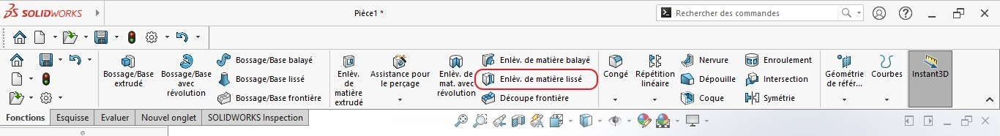 SOLIDWORKS
Pièce1 *
Rechercher des commandes
Bossage/Base
extrudé
Bossage/Base
avec
révolution
Bossage/Base balayé
Bossage/Base lissé
Bossage/Base frontière
Enlèv.
de
matière
extrudé
Assistance pour
le perçage
Enlèv. de
mat. avec
révolution
Enlèv. de matière balayé
Enlèv. de matière lissé
Découpe frontière
Congé
Répétition
linéaire
Nervure
Dépouille
Coque
Enroulement
Intersection
Symétrie
Géométrie
de référ...
Courbes
Instant3D
Fonctions
Esquisse
Evaluer
Nouvel onglet
SOLIDWORKS Inspection